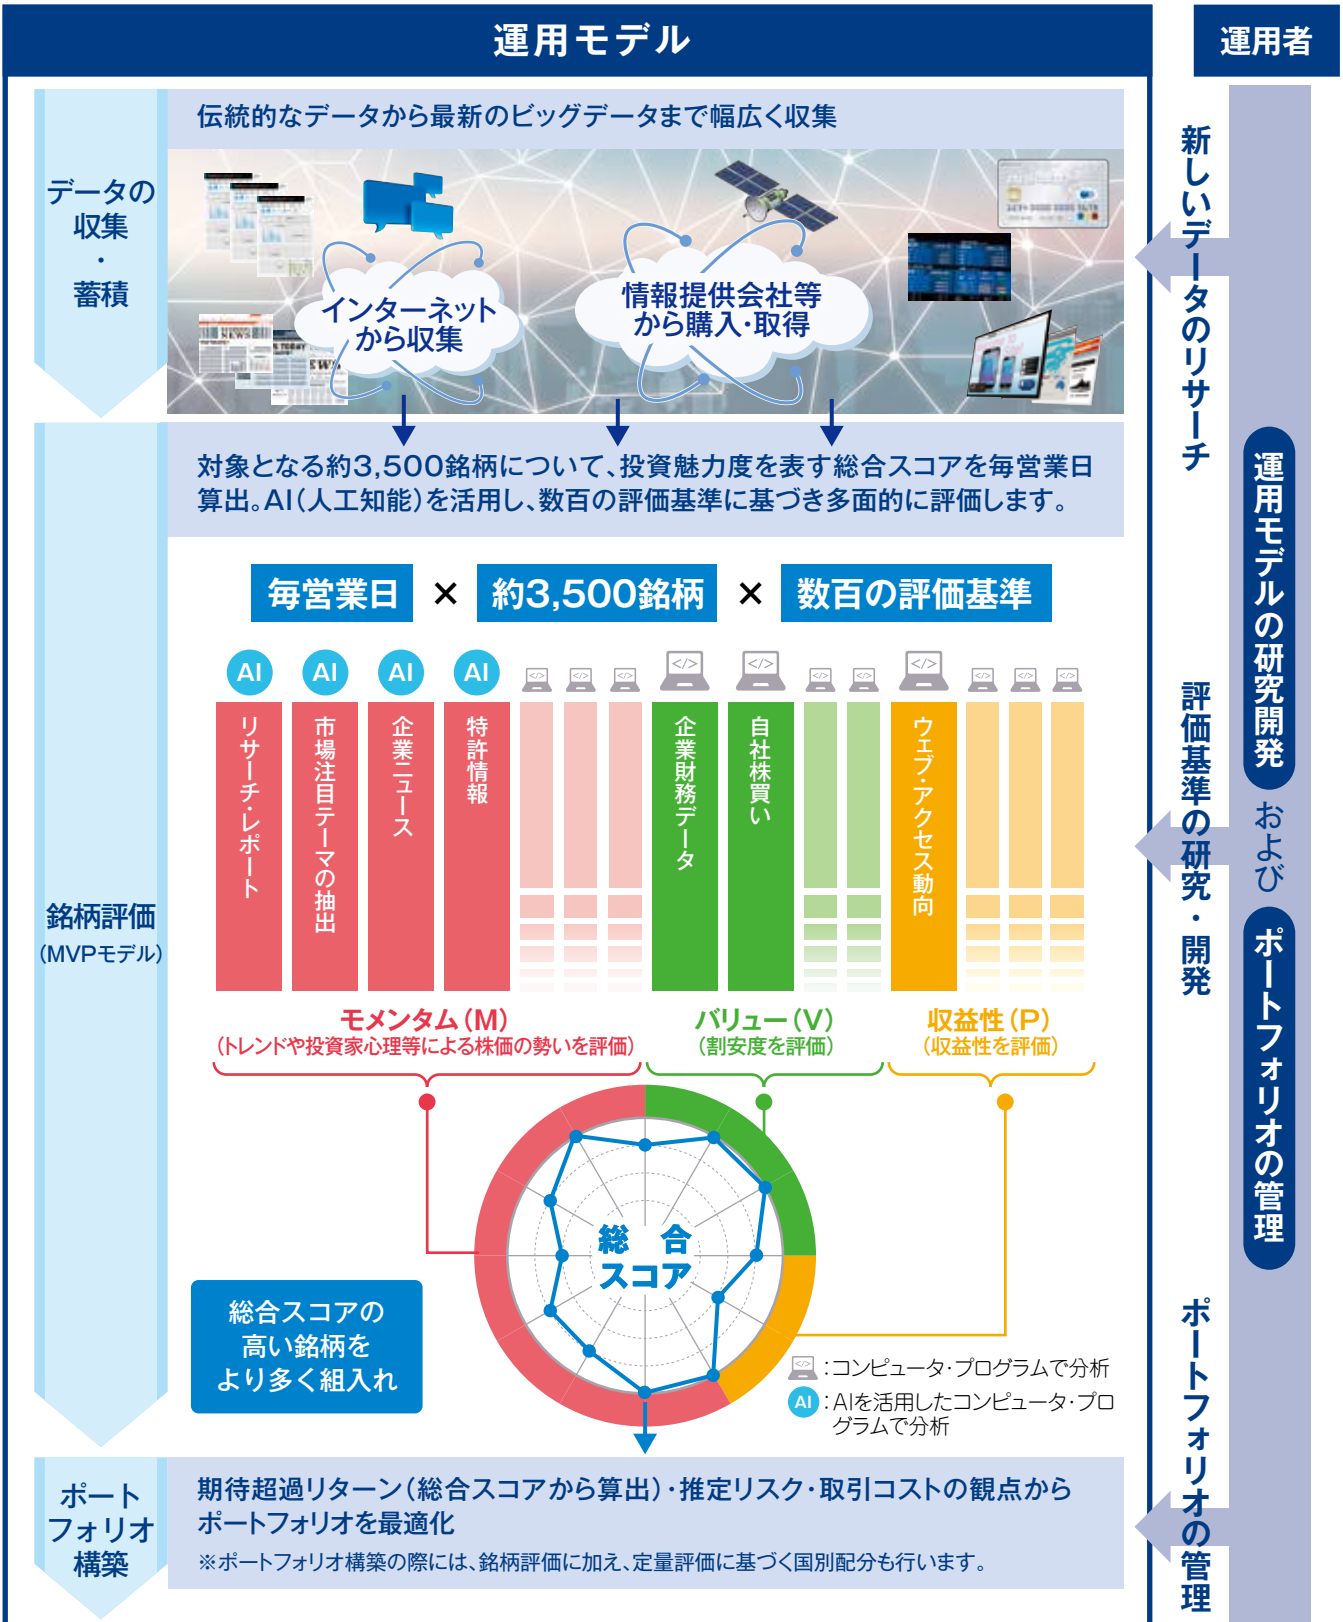 運用モデル
運用者
データの
収集
・
蓄積
伝統的なデータから最新のビッグデータまで幅広く収集
NEWS
インターネット
から収集
情報提供会社等
から購入・取得
新しいデータのリサーチ
銘柄評価
(MVPモデル)
対象となる約3,500銘柄について、投資魅力度を表す総合スコアを毎営業日
算出。AI(人工知能)を活用し、数百の評価基準に基づき多面的に評価します。
毎営業日 × 約3,500銘柄 × 数百の評価基準
AI AI AI AI
リサーチ・レポート
市場注目テーマの抽出
企業ニュース
特許情報
企業財務データ
自社株買い
ウェブ・アクセス動向
モメンタム(M)
(トレンドや投資家心理等による株価の勢いを評価)
バリュー(V)
(割安度を評価)
収益性(P)
(収益性を評価)
総合
スコア
総合スコアの
高い銘柄を
より多く組入れ
</> :コンピュータ・プログラムで分析
AI :AIを活用したコンピュータ・プロ
グラムで分析
評価基準の研究・開発
運用モデルの研究開発
および
ポートフォリオの管理
ポート
フォリオ
構築
期待超過リターン(総合スコアから算出)・推定リスク・取引コストの観点から
ポートフォリオを最適化
※ポートフォリオ構築の際には、銘柄評価に加え、定量評価に基づく国別配分も行います。
ポートフォリオの管理